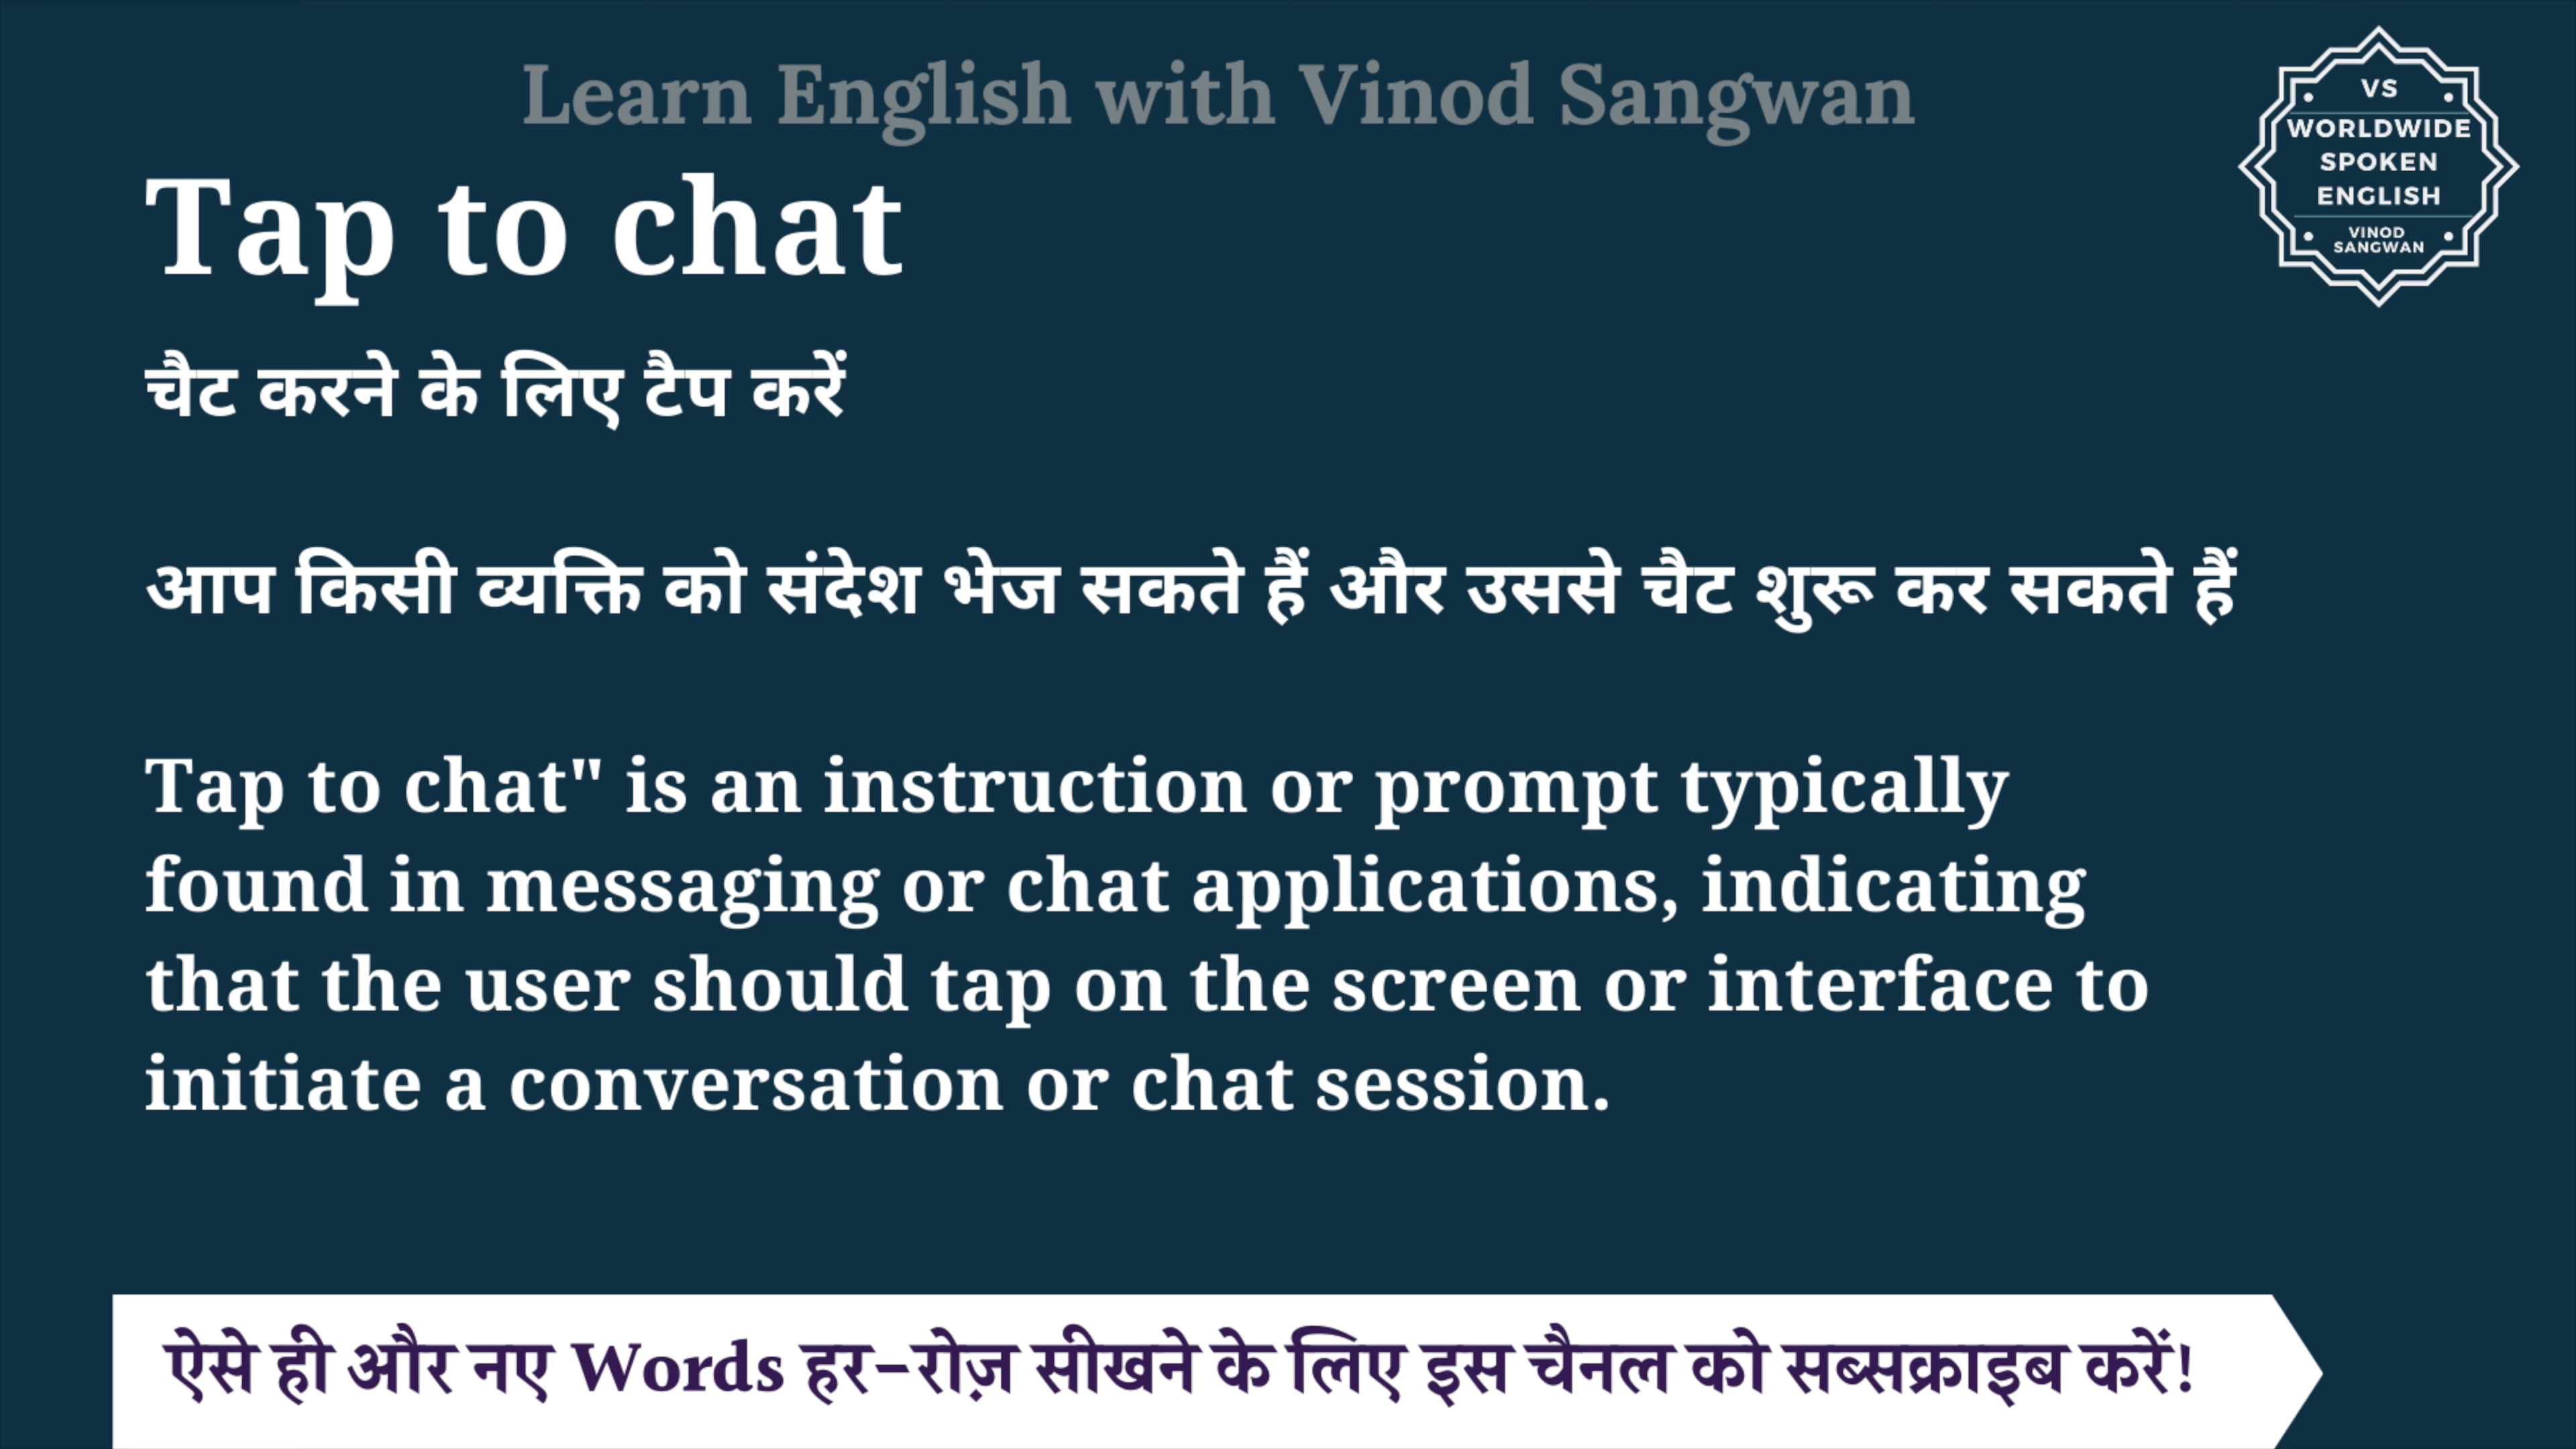 Learn English with Vinod Sangwan
VS
WORLDWIDE
SPOKEN
ENGLISH
VINOD
SANGWAN
Tap to chat
चैट करने के लिए टैप करें
आप किसी व्यक्ति को संदेश भेज सकते हैं और उससे चैट शुरू कर सकते हैं
Tap to chat" is an instruction or prompt typically
found in messaging or chat applications, indicating
that the user should tap on the screen or interface to
initiate a conversation or chat session.
ऐसे ही और नए Words हर-रोज़ सीखने के लिए इस चैनल को सब्सक्राइब करें!